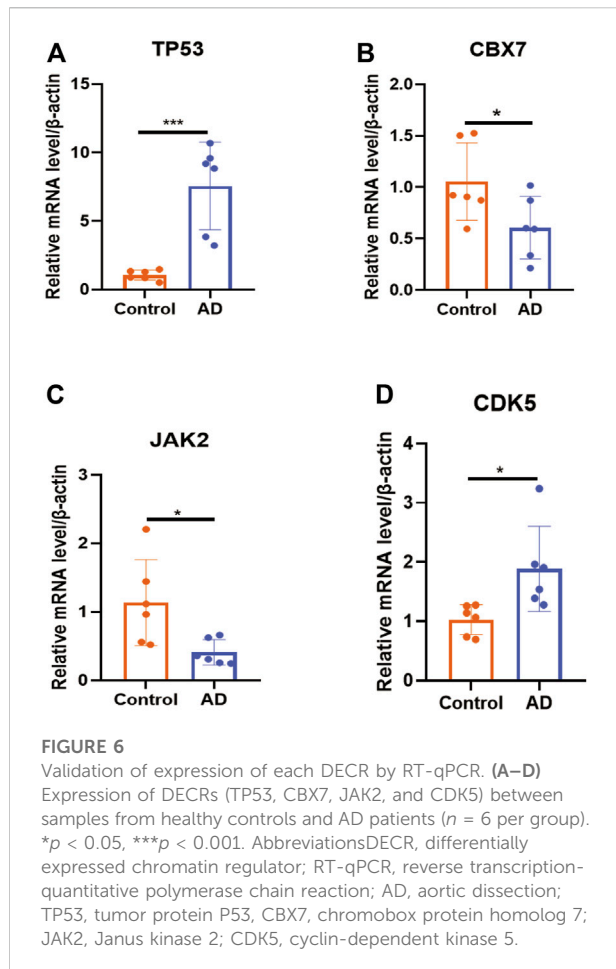 A
TP53
Relative mRNA level/β-actin
15
10
5
0
***
Control
AD
B
CBX7
Relative mRNA level/β-actin
2.0
1.5
1.0
0.5
0.0
*
Control
AD
C
JAK2
Relative mRNA level/β-actin
3
2
1
0
*
Control
AD
D
CDK5
Relative mRNA level/β-actin
4
3
2
1
0
*
Control
AD
FIGURE 6
Validation of expression of each DECR by RT-qPCR. (A–D)
Expression of DECRs (TP53, CBX7, JAK2, and CDK5) between
samples from healthy controls and AD patients (n = 6 per group).
*p < 0.05, ***p < 0.001. AbbreviationsDECR, differentially
expressed chromatin regulator; RT-qPCR, reverse transcription-
quantitative polymerase chain reaction; AD, aortic dissection;
TP53, tumor protein P53, CBX7, chromobox protein homolog 7;
JAK2, Janus kinase 2; CDK5, cyclin-dependent kinase 5.